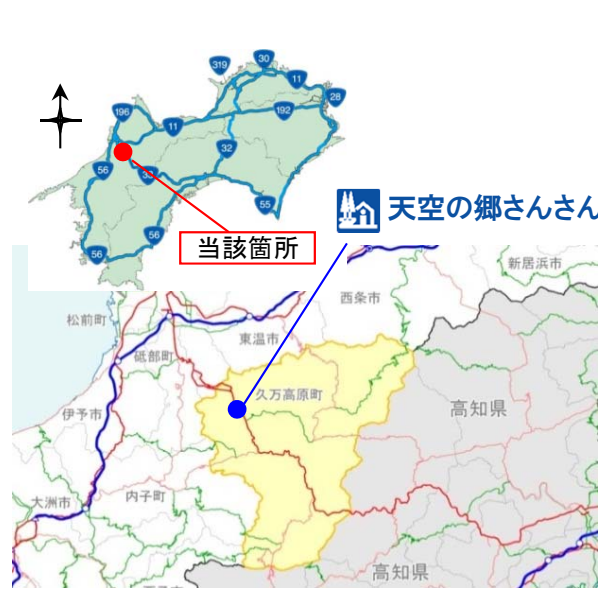 30
319
11
28
196
192
11
32
56
33
55
56
56
天空の郷さんさん
当該箇所
新居浜市
西条市
松前町
東温市
砥部町
久万高原町
高知県
伊予市
大洲市
内子町
高知県